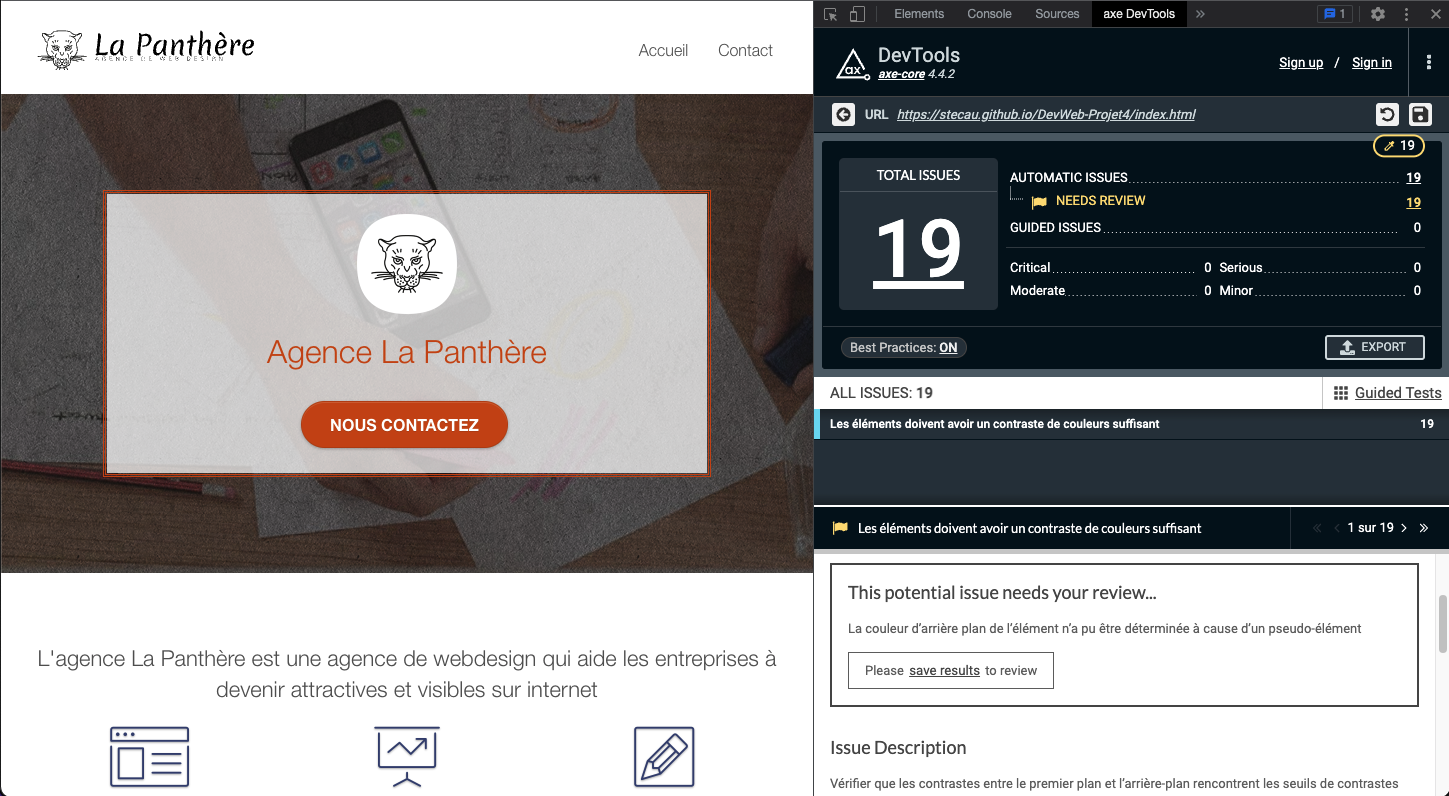 La Panthère
AGENCE DE WEB DESIGN
Accueil
Contact
Agence La Panthère
NOUS CONTACTEZ
L'agence La Panthère est une agence de webdesign qui aide les entreprises à
devenir attractives et visibles sur internet
Elements
Console
Sources
axe DevTools
»
1
ax
DevTools
axe-core 4.4.2
Sign up / Sign in
URL https://stecau.github.io/DevWeb-Projet4/index.html
19
TOTAL ISSUES
19
AUTOMATIC ISSUES 19
NEEDS REVIEW 19
GUIDED ISSUES 0
Critical 0 Serious 0
Moderate 0 Minor 0
Best Practices: ON
EXPORT
ALL ISSUES: 19
Guided Tests
Les éléments doivent avoir un contraste de couleurs suffisant 19
Les éléments doivent avoir un contraste de couleurs suffisant
1 sur 19
This potential issue needs your review...
La couleur d’arrière plan de l’élément n’a pu être déterminée à cause d’un pseudo-élément
Please save results to review
Issue Description
Vérifier que les contrastes entre le premier plan et l’arrière-plan rencontrent les seuils de contrastes